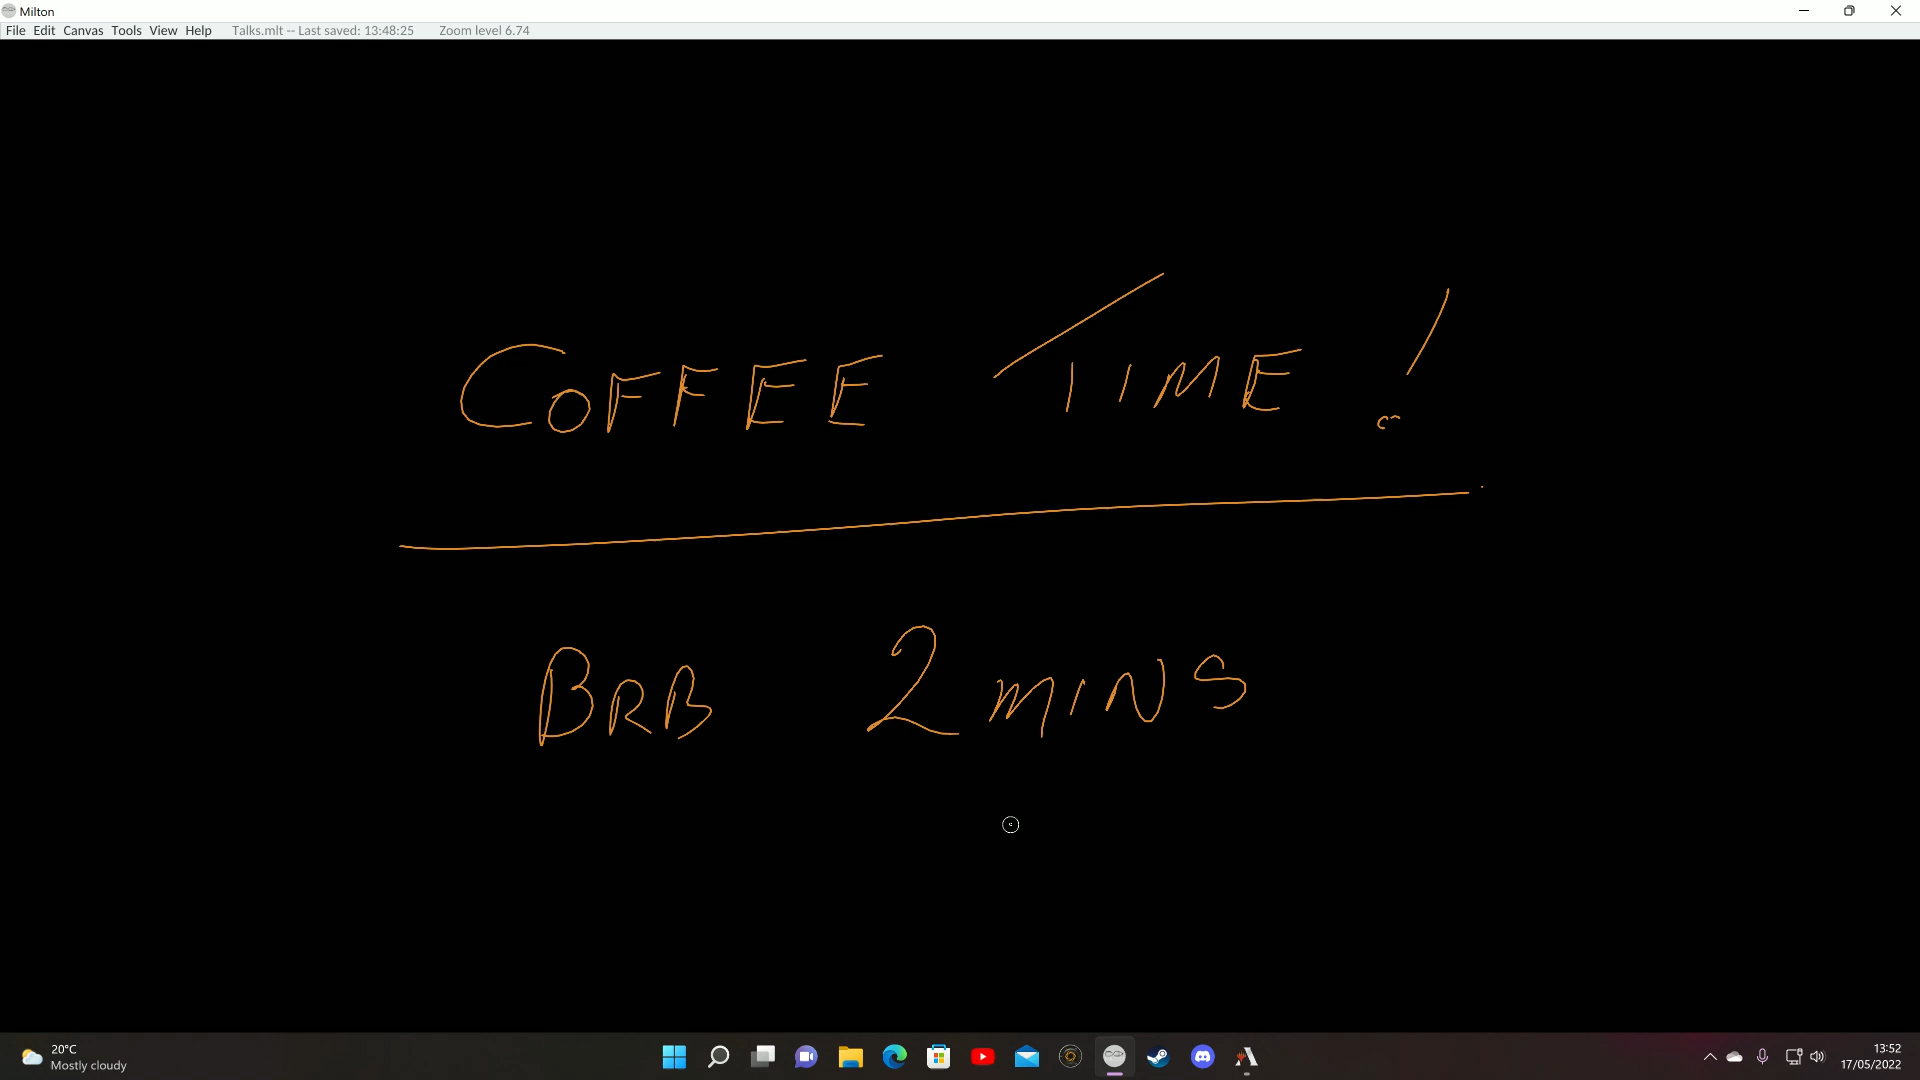 Milton
File Edit Canvas Tools View Help Talks.mlt -- Last saved: 13:48:25 Zoom level 6.74
COFFEE TIME!
BRB 2 MINS
20°C
Mostly cloudy
13:52
17/05/2022